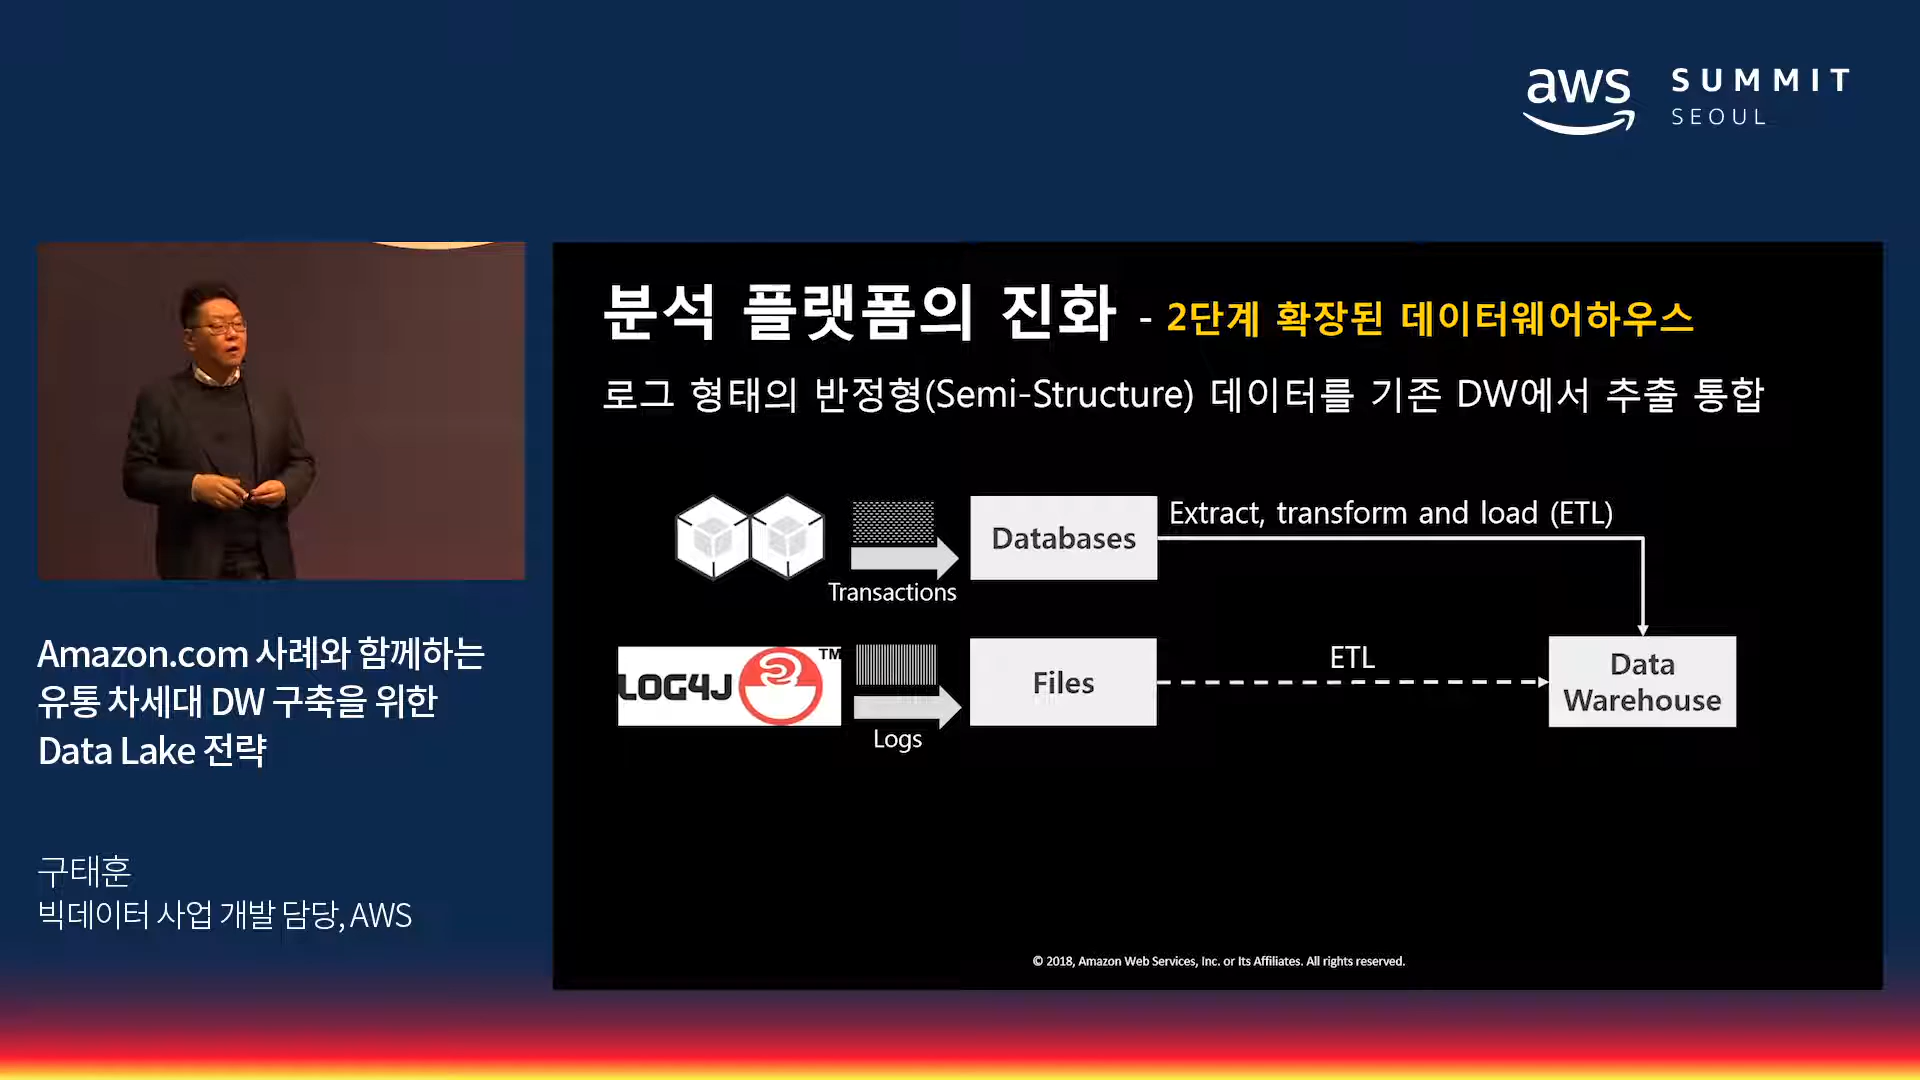 aws SUMMIT
SEOUL
분석 플랫폼의 진화 - 2단계 확장된 데이터웨어하우스
로그 형태의 반정형(Semi-Structure) 데이터를 기존 DW에서 추출 통합
Databases
Extract, transform and load (ETL)
Transactions
LOG4J TM
Files
ETL
Data
Warehouse
Logs
© 2018, Amazon Web Services, Inc. or Its Affiliates. All rights reserved.
Amazon.com 사례와 함께하는
유통 차세대 DW 구축을 위한
Data Lake 전략
구태훈
빅데이터 사업 개발 담당, AWS